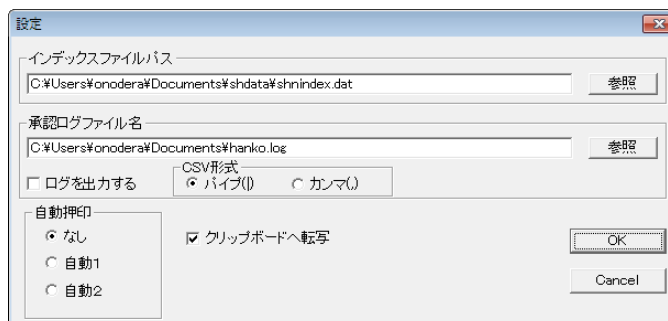 設定
インデックスファイルパス
C:¥Users¥onodera¥Documents¥shdata¥shnindex.dat
参照
承認ログファイル名
C:¥Users¥onodera¥Documents¥hanko.log
参照
ログを出力する
CSV形式
パイプ(|)
カンマ(,)
自動押印
なし
自動1
自動2
クリップボードへ転写
OK
Cancel